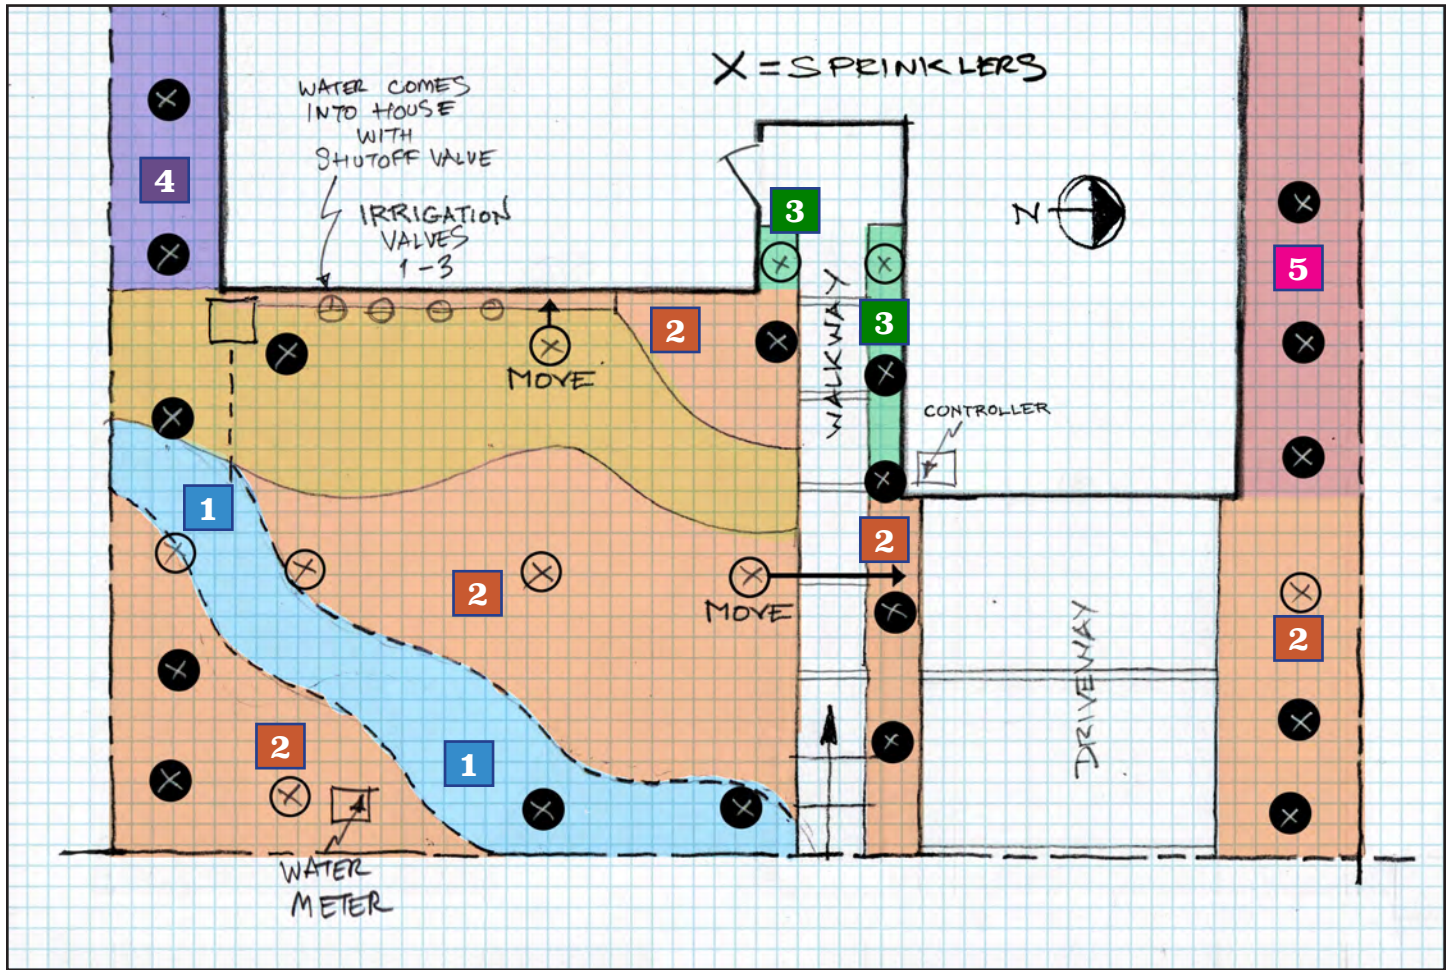 X = SPRINKLERS
WATER COMES
INTO HOUSE
WITH
SHUTOFF VALVE
4
3
IRRIGATION
VALVES
1-3
N
5
2
3
MOVE
WALKWAY
CONTROLLER
1
2
2
MOVE
2
DRIVEWAY
2
1
WATER
METER